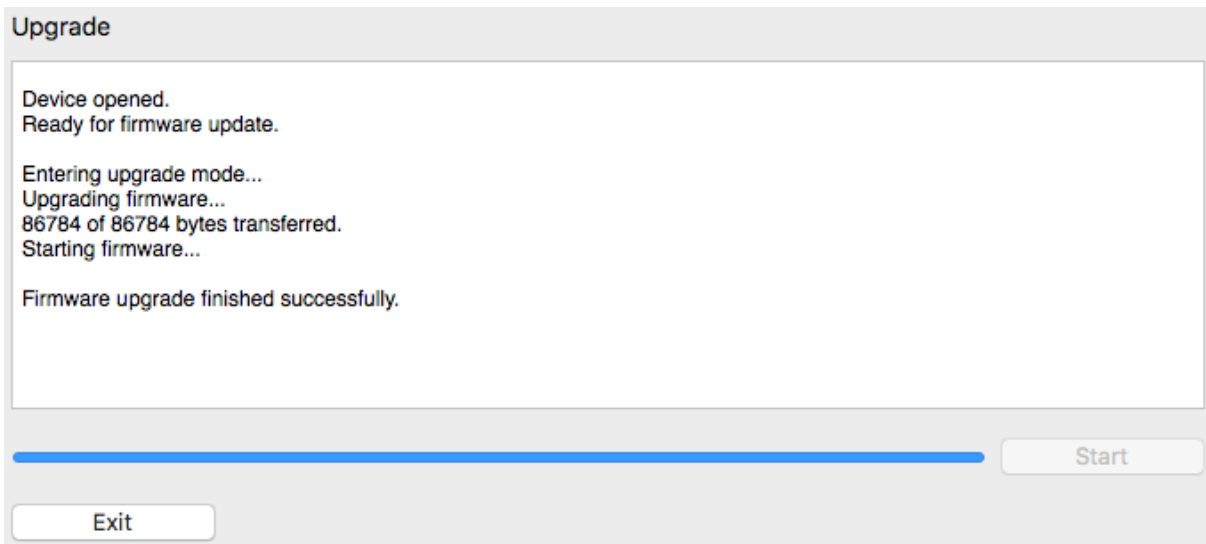 Upgrade
Device opened.
Ready for firmware update.
Entering upgrade mode...
Upgrading firmware...
86784 of 86784 bytes transferred.
Starting firmware...
Firmware upgrade finished successfully.
Start
Exit